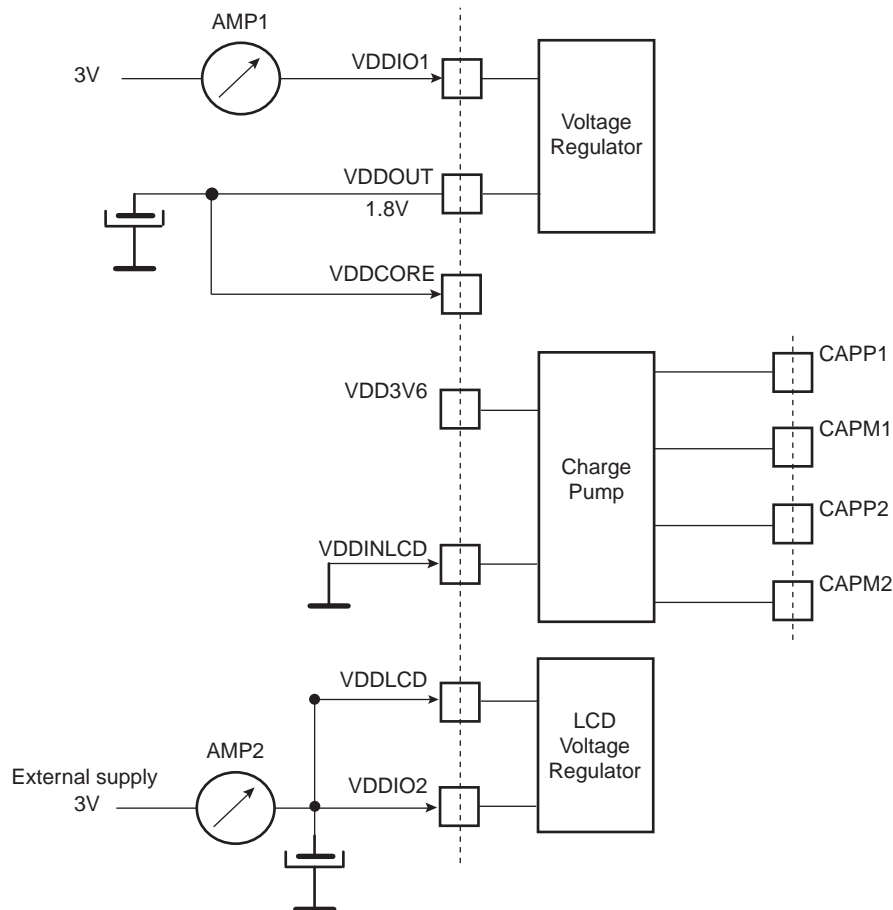 AMP1
3V
VDDIO1
Voltage
Regulator
VDDOUT
1.8V
VDDCORE
VDD3V6
Charge
Pump
CAPP1
CAPM1
CAPP2
VDDINLCD
CAPM2
VDDLCD
LCD
Voltage
Regulator
AMP2
External supply
3V
VDDIO2